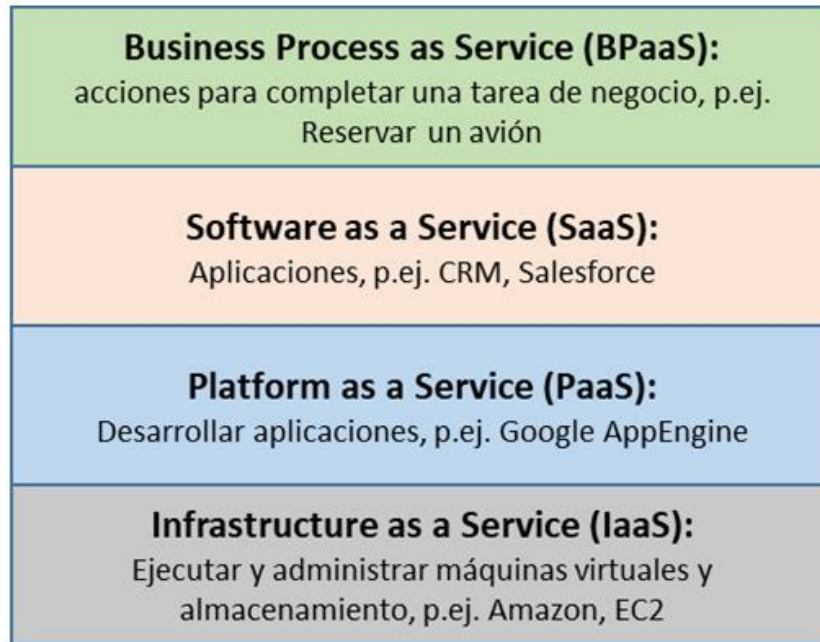 Business Process as Service (BPaaS):
acciones para completar una tarea de negocio, p.ej.
Reservar un avión
Software as a Service (SaaS):
Aplicaciones, p.ej. CRM, Salesforce
Platform as a Service (PaaS):
Desarrollar aplicaciones, p.ej. Google AppEngine
Infrastructure as a Service (IaaS):
Ejecutar y administrar máquinas virtuales y
almacenamiento, p.ej. Amazon, EC2